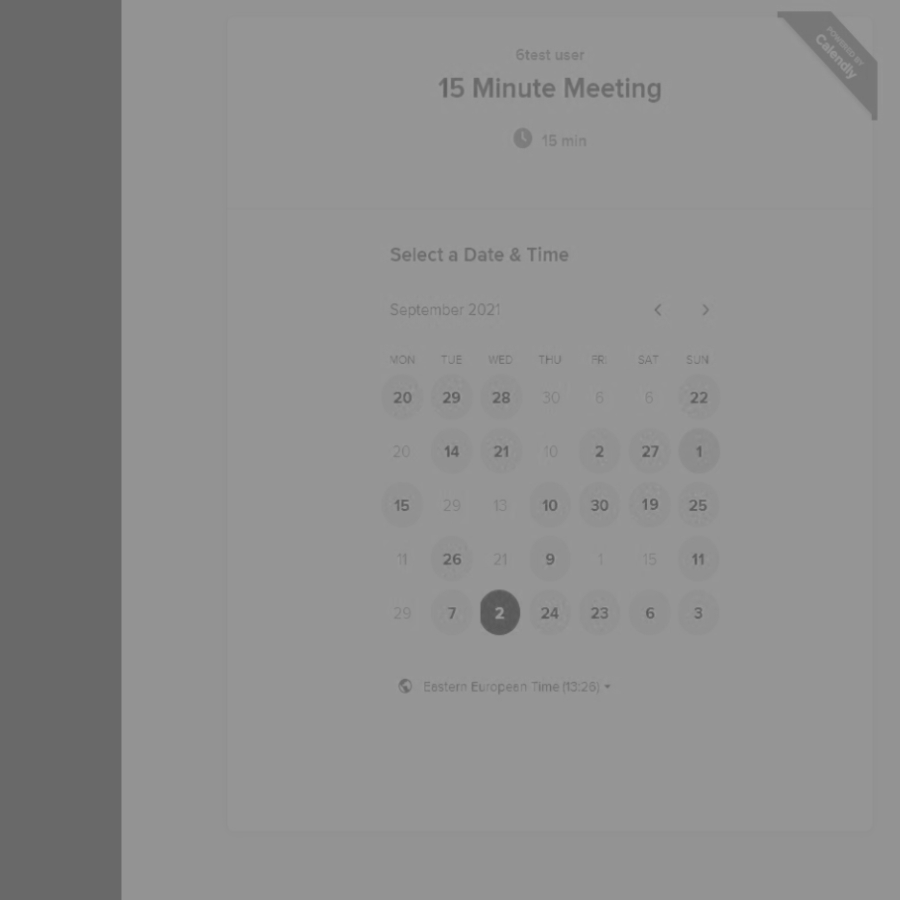 POWERED BY
Calendly
6test user
15 Minute Meeting
15 min
Select a Date & Time
September 2021
MON TUE WED THU FRI SAT SUN
20 29 28 30 6 6 22
20 14 21 10 2 27 1
15 29 13 10 30 19 25
11 26 21 9 1 15 11
29 7 2 24 23 6 3
Eastern European Time (13:26)